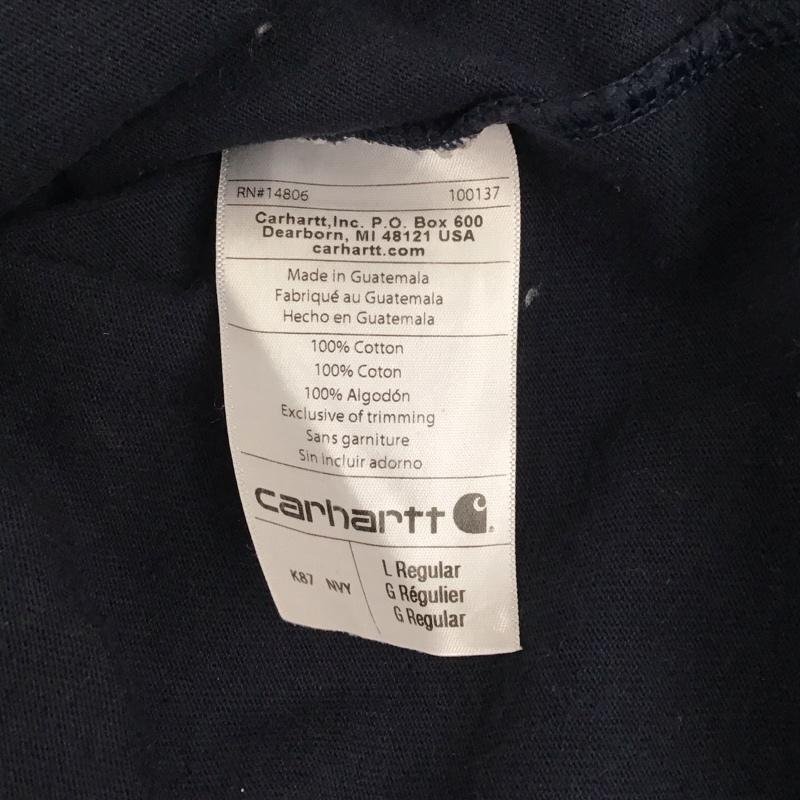 RN#14806 100137
Carhartt,Inc. P.O. Box 600
Dearborn, MI 48121 USA
carhartt.com
Made in Guatemala
Fabriqué au Guatemala
Hecho en Guatemala
100% Cotton
100% Coton
100% Algodón
Exclusive of trimming
Sans garniture
Sin incluir adorno
carhartt
K87 NVY
L Regular
G Régulier
G Regular